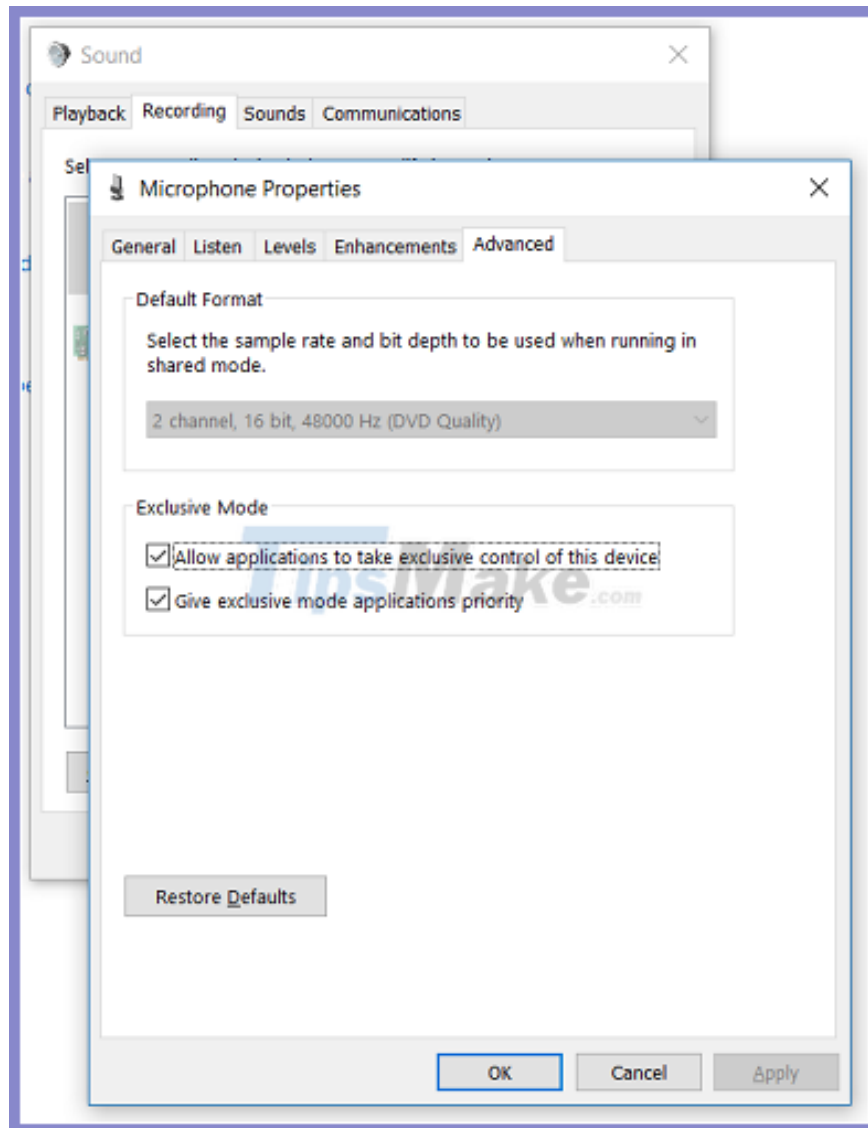 Sound
Playback Recording Sounds Communications
Sel
Microphone Properties
General Listen Levels Enhancements Advanced
Default Format
Select the sample rate and bit depth to be used when running in
shared mode.
2 channel, 16 bit, 48000 Hz (DVD Quality)
Exclusive Mode
Allow applications to take exclusive control of this device
TipsMake.com
Give exclusive mode applications priority
Restore Defaults
OK Cancel Apply